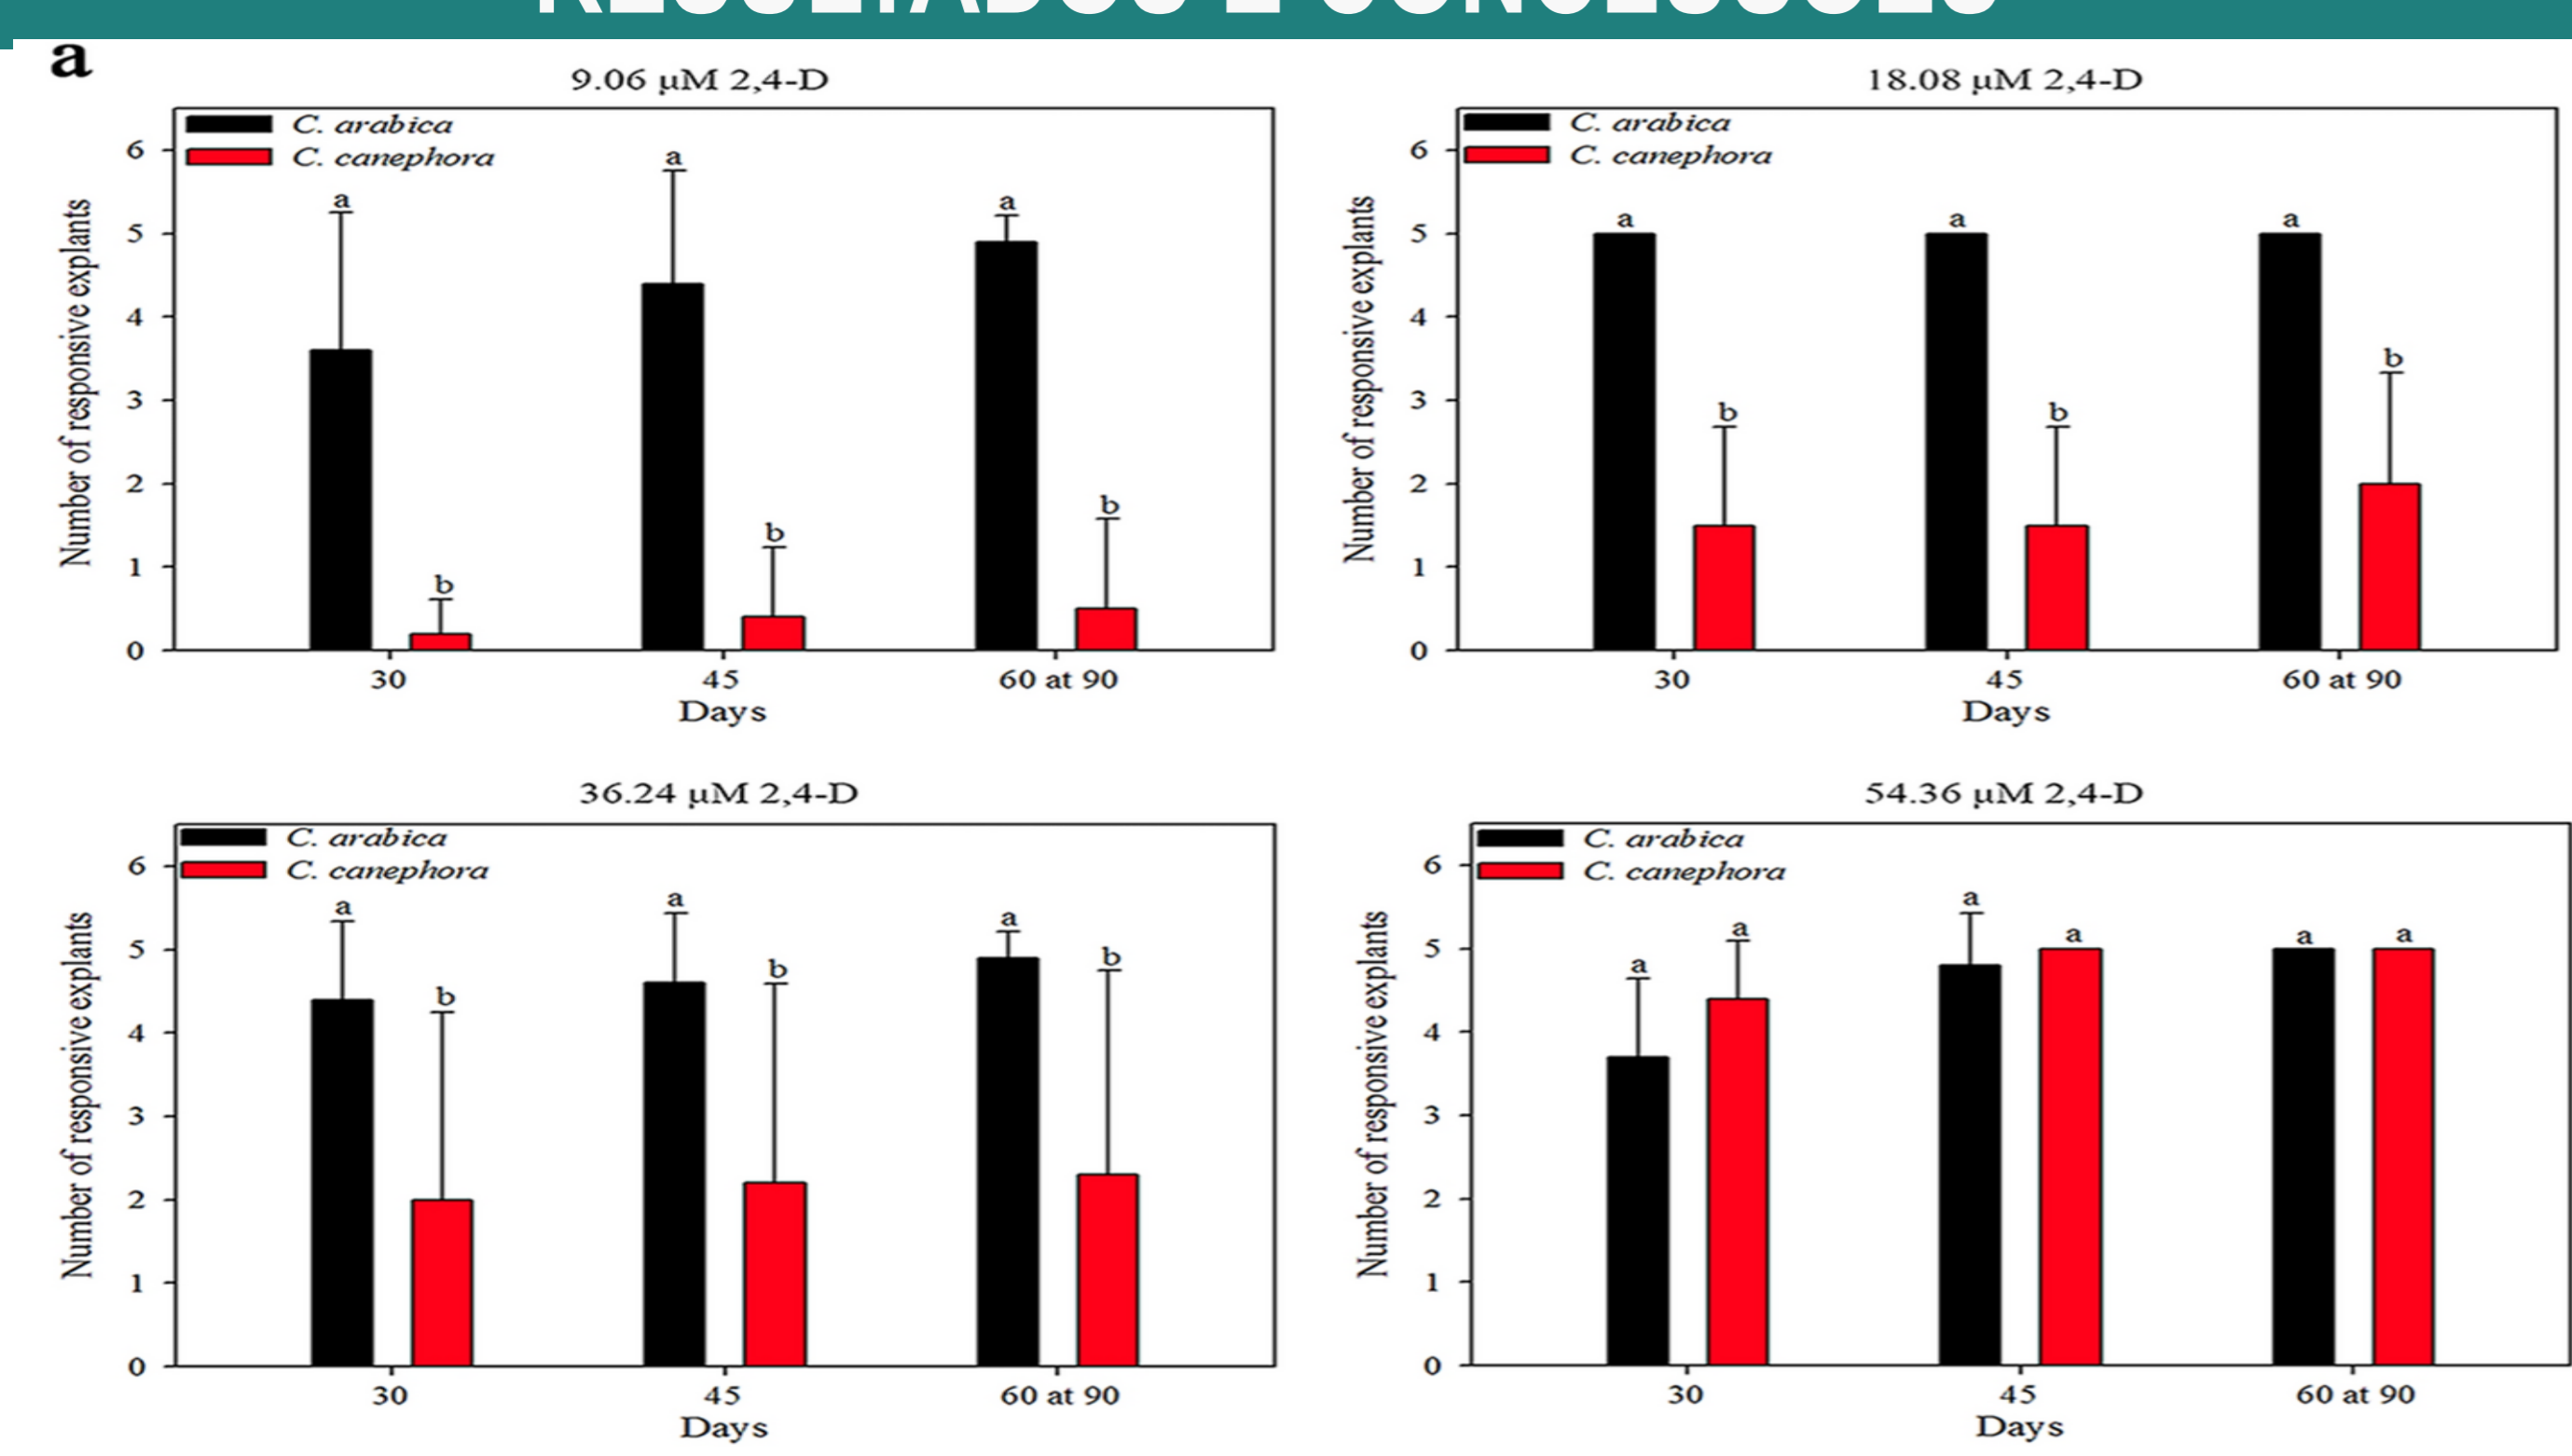 RESULTADOS E CONCLUSÕES
a
9.06 µM 2,4-D
C. arabica
C. canephora
Number of responsive explants
6
5
4
3
2
1
0
a
b
a
b
a
b
30
45
60 at 90
Days
18.08 µM 2,4-D
C. arabica
C. canephora
Number of responsive explants
6
5
4
3
2
1
0
a
b
a
b
a
b
30
45
60 at 90
Days
36.24 µM 2,4-D
C. arabica
C. canephora
Number of responsive explants
6
5
4
3
2
1
0
a
b
a
b
a
b
30
45
60 at 90
Days
54.36 µM 2,4-D
C. arabica
C. canephora
Number of responsive explants
6
5
4
3
2
1
0
a
a
a
a
a
a
30
45
60 at 90
Days